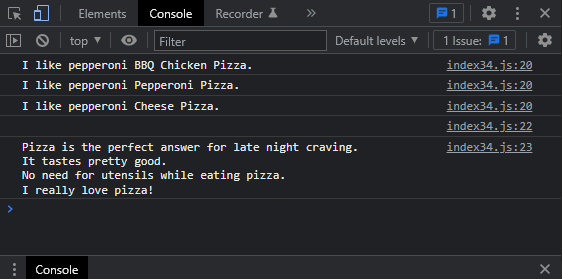 Elements Console Recorder 1
top Filter Default levels 1 Issue: 1
I like pepperoni BBQ Chicken Pizza. index34.js:20
I like pepperoni Pepperoni Pizza. index34.js:20
I like pepperoni Cheese Pizza. index34.js:20
index34.js:22
Pizza is the perfect answer for late night craving. index34.js:23
It tastes pretty good.
No need for utensils while eating pizza.
I really love pizza!
Console